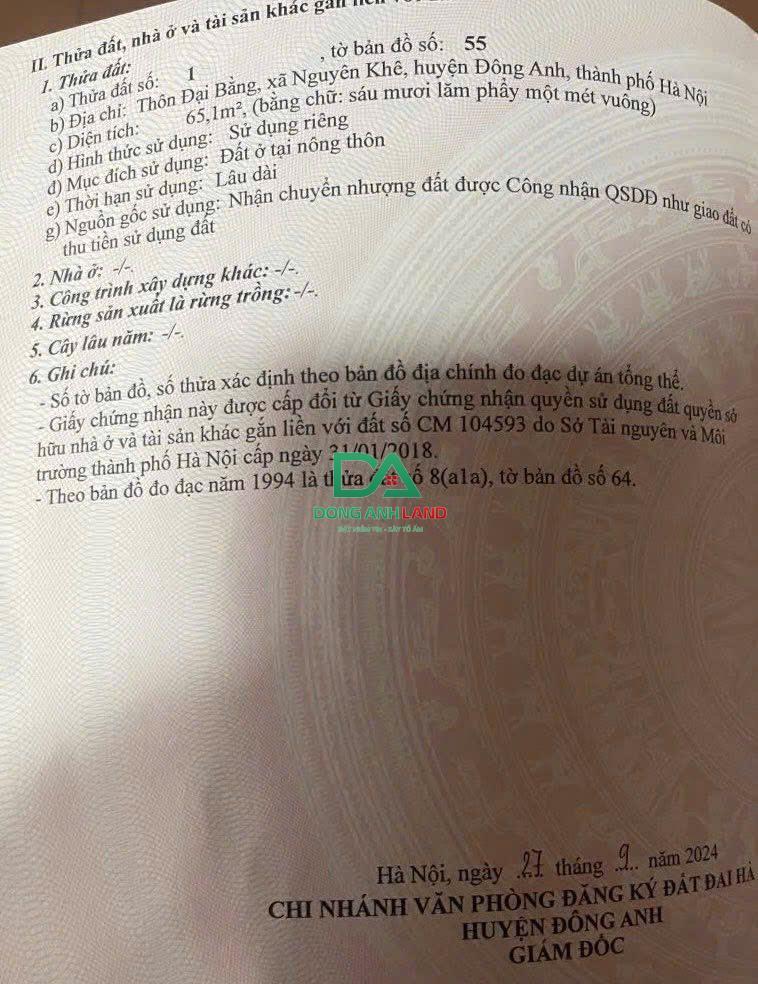 II. Thửa đất, nhà ở và tài sản khác gắn
1. Thửa đất:
a) Thửa đất số: 1 , tờ bản đồ số: 55
b) Địa chỉ: Thôn Đại Bằng, xã Nguyên Khê, huyện Đông Anh, thành phố Hà Nội
c) Diện tích: 65,1m², (bằng chữ: sáu mươi lăm phẩy một mét vuông)
d) Hình thức sử dụng: Sử dụng riêng
đ) Mục đích sử dụng: Đất ở tại nông thôn
e) Thời hạn sử dụng: Lâu dài
g) Nguồn gốc sử dụng: Nhận chuyển nhượng đất được Công nhận QSDĐ như giao đất có
thu tiền sử dụng đất
2. Nhà ở: -/-.
3. Công trình xây dựng khác: -/-.
4. Rừng sản xuất là rừng trồng: -/-.
5. Cây lâu năm: -/-.
6. Ghi chú:
- Số tờ bản đồ, số thửa xác định theo bản đồ địa chính đo đạc dự án tổng thể.
- Giấy chứng nhận này được cấp đổi từ Giấy chứng nhận quyền sử dụng đất quyền sở
hữu nhà ở và tài sản khác gắn liền với đất số CM 104593 do Sở Tài nguyên và Môi
trường thành phố Hà Nội cấp ngày 31/01/2018.
- Theo bản đồ đo đạc năm 1994 là thửa đất số 8(a1a), tờ bản đồ số 64.
DA
DONG ANH LAND
Hà Nội, ngày 27 tháng 9 năm 2024
CHI NHÁNH VĂN PHÒNG ĐĂNG KÝ ĐẤT ĐAI HÀ
HUYỆN ĐÔNG ANH
GIÁM ĐỐC